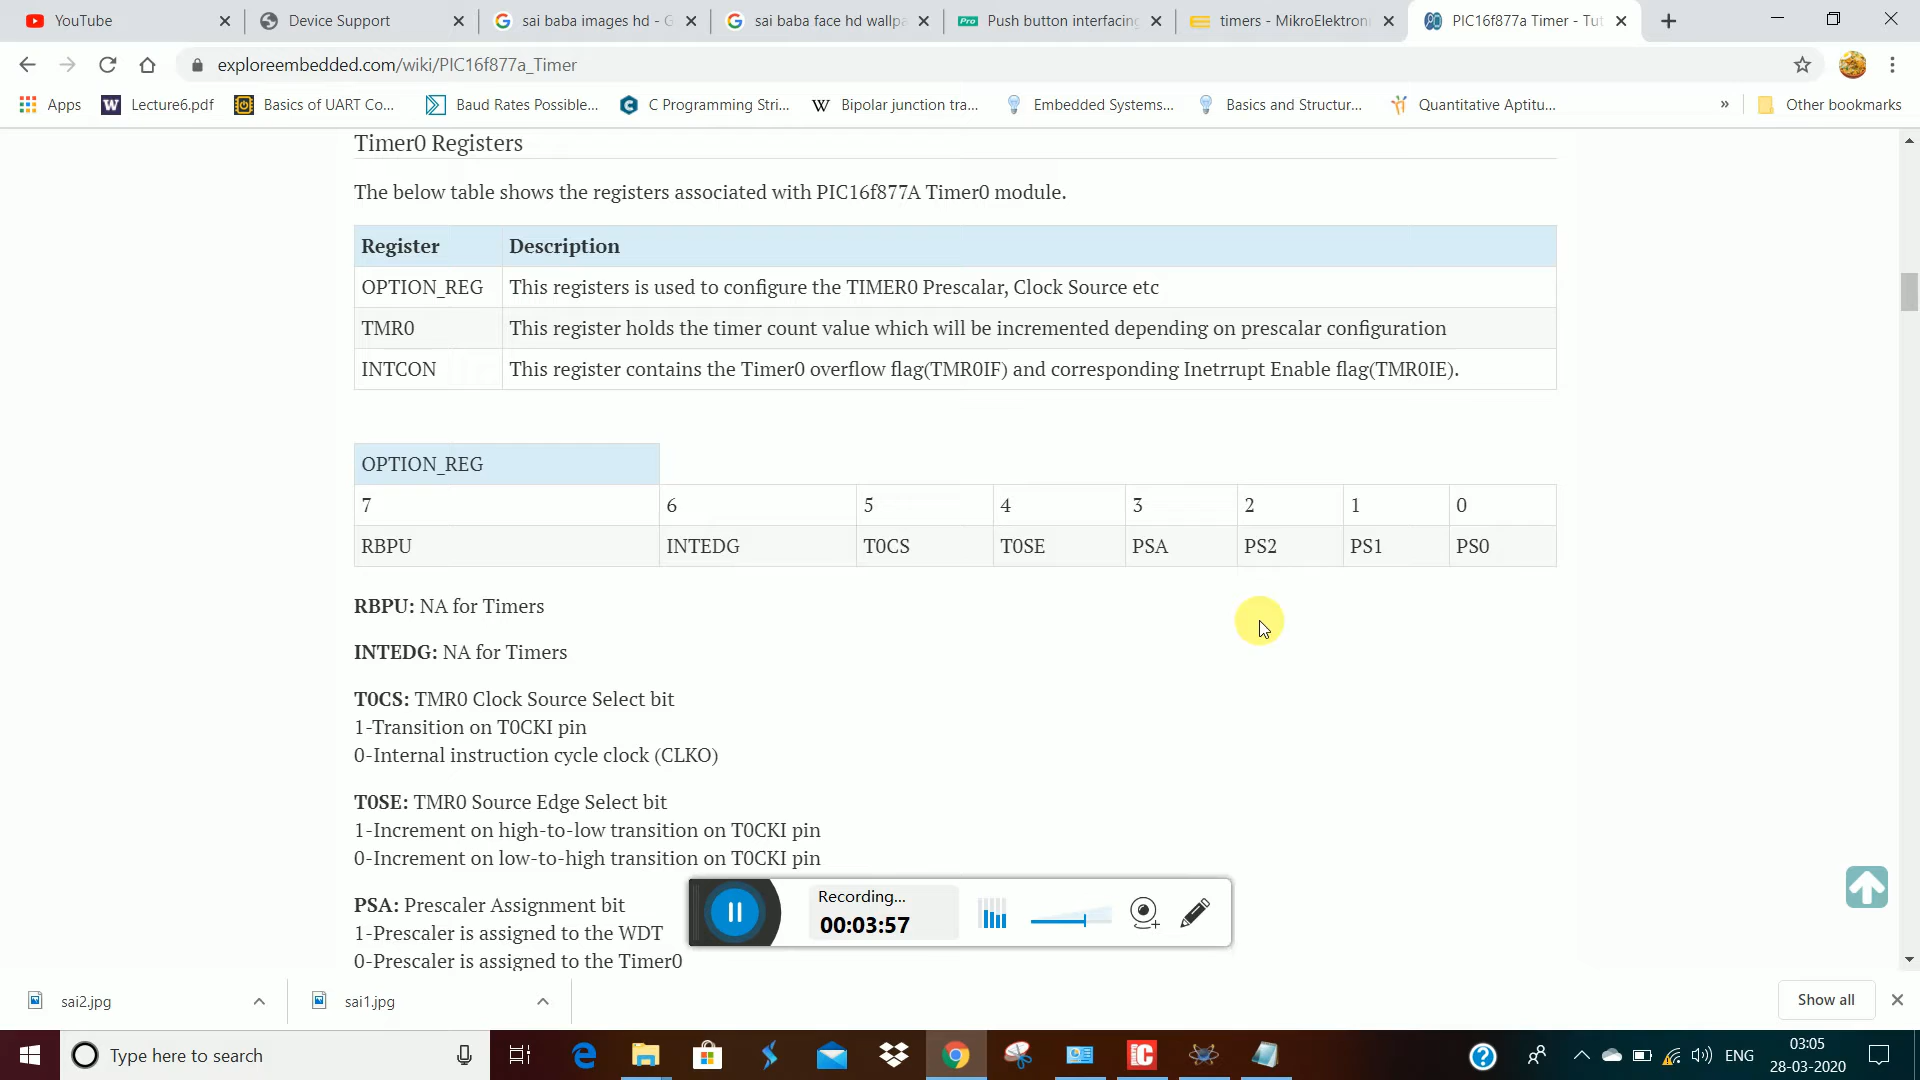 YouTube
Device Support
sai baba images hd - G
sai baba face hd wallpa
Push button interfacing
timers - MikroElektroni
PIC16f877a Timer - Tut
exploreembedded.com/wiki/PIC16f877a_Timer
Apps
Lecture6.pdf
Basics of UART Co...
Baud Rates Possible...
C Programming Stri...
Bipolar junction tra...
Embedded Systems...
Basics and Structur...
Quantitative Aptitu...
»
Other bookmarks
Timer0 Registers
The below table shows the registers associated with PIC16f877A Timer0 module.
Register Description
OPTION_REG This registers is used to configure the TIMER0 Prescalar, Clock Source etc
TMR0 This register holds the timer count value which will be incremented depending on prescalar configuration
INTCON This register contains the Timer0 overflow flag(TMR0IF) and corresponding Inetrrupt Enable flag(TMR0IE).
OPTION_REG
7 6 5 4 3 2 1 0
RBPU INTEDG T0CS T0SE PSA PS2 PS1 PS0
RBPU: NA for Timers
INTEDG: NA for Timers
T0CS: TMR0 Clock Source Select bit
1-Transition on T0CKI pin
0-Internal instruction cycle clock (CLKO)
T0SE: TMR0 Source Edge Select bit
1-Increment on high-to-low transition on T0CKI pin
0-Increment on low-to-high transition on T0CKI pin
PSA: Prescaler Assignment bit
1-Prescaler is assigned to the WDT
0-Prescaler is assigned to the Timer0
Recording...
00:03:57
sai2.jpg
sai1.jpg
Show all
Type here to search
ENG
03:05
28-03-2020